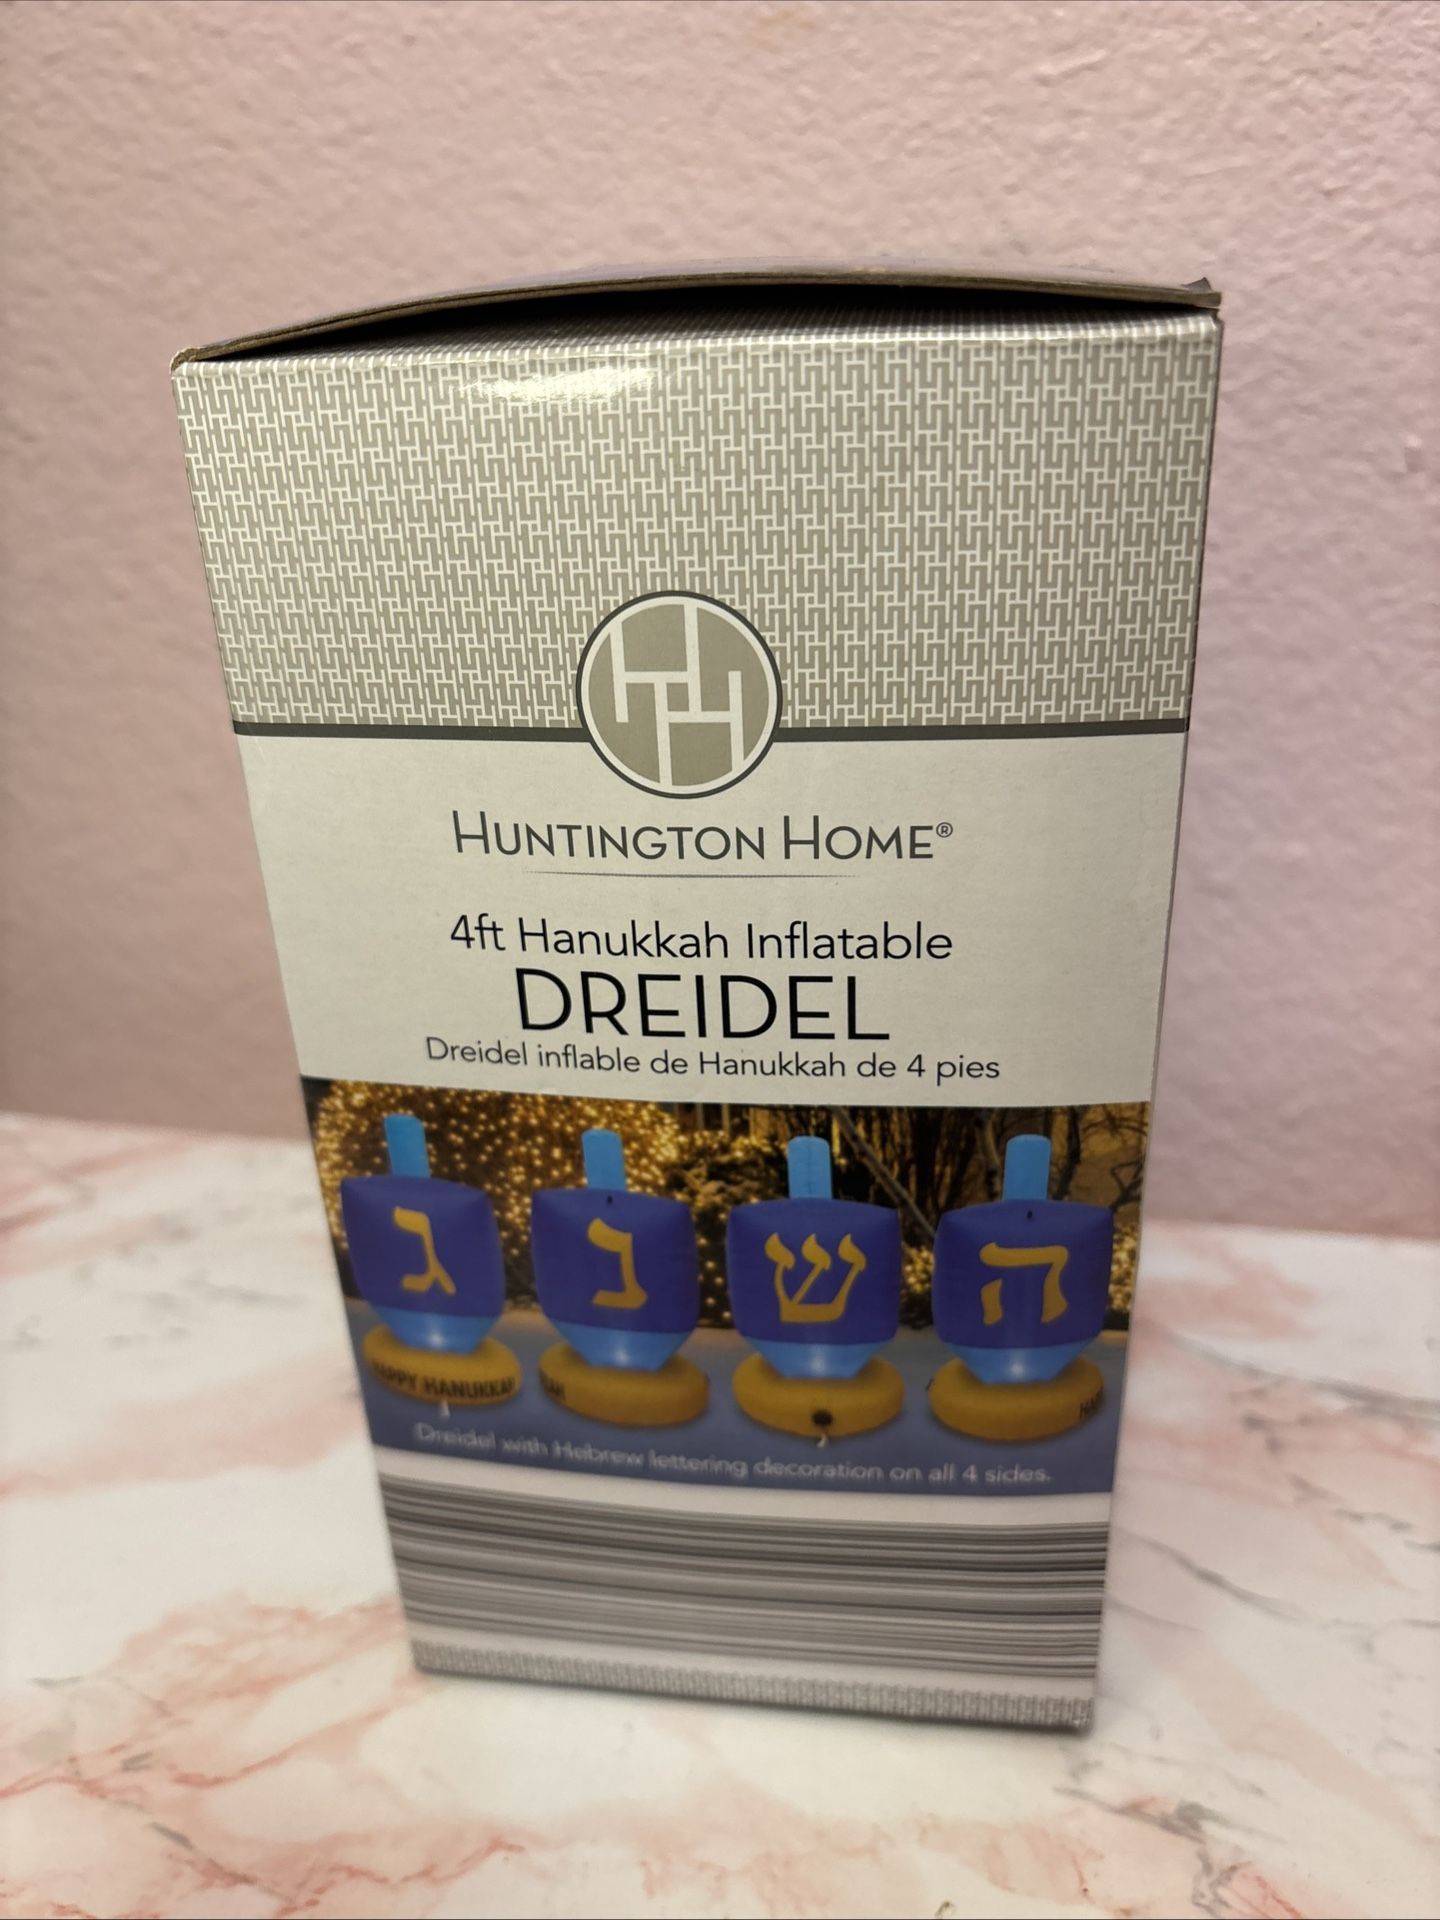 HUNTINGTON HOME®
4ft Hanukkah Inflatable
DREIDEL
Dreidel inflable de Hanukkah de 4 pies
ג
נ
ש
ה
HAPPY HANUKKAH
Dreidel with Hebrew lettering decoration on all 4 sides.